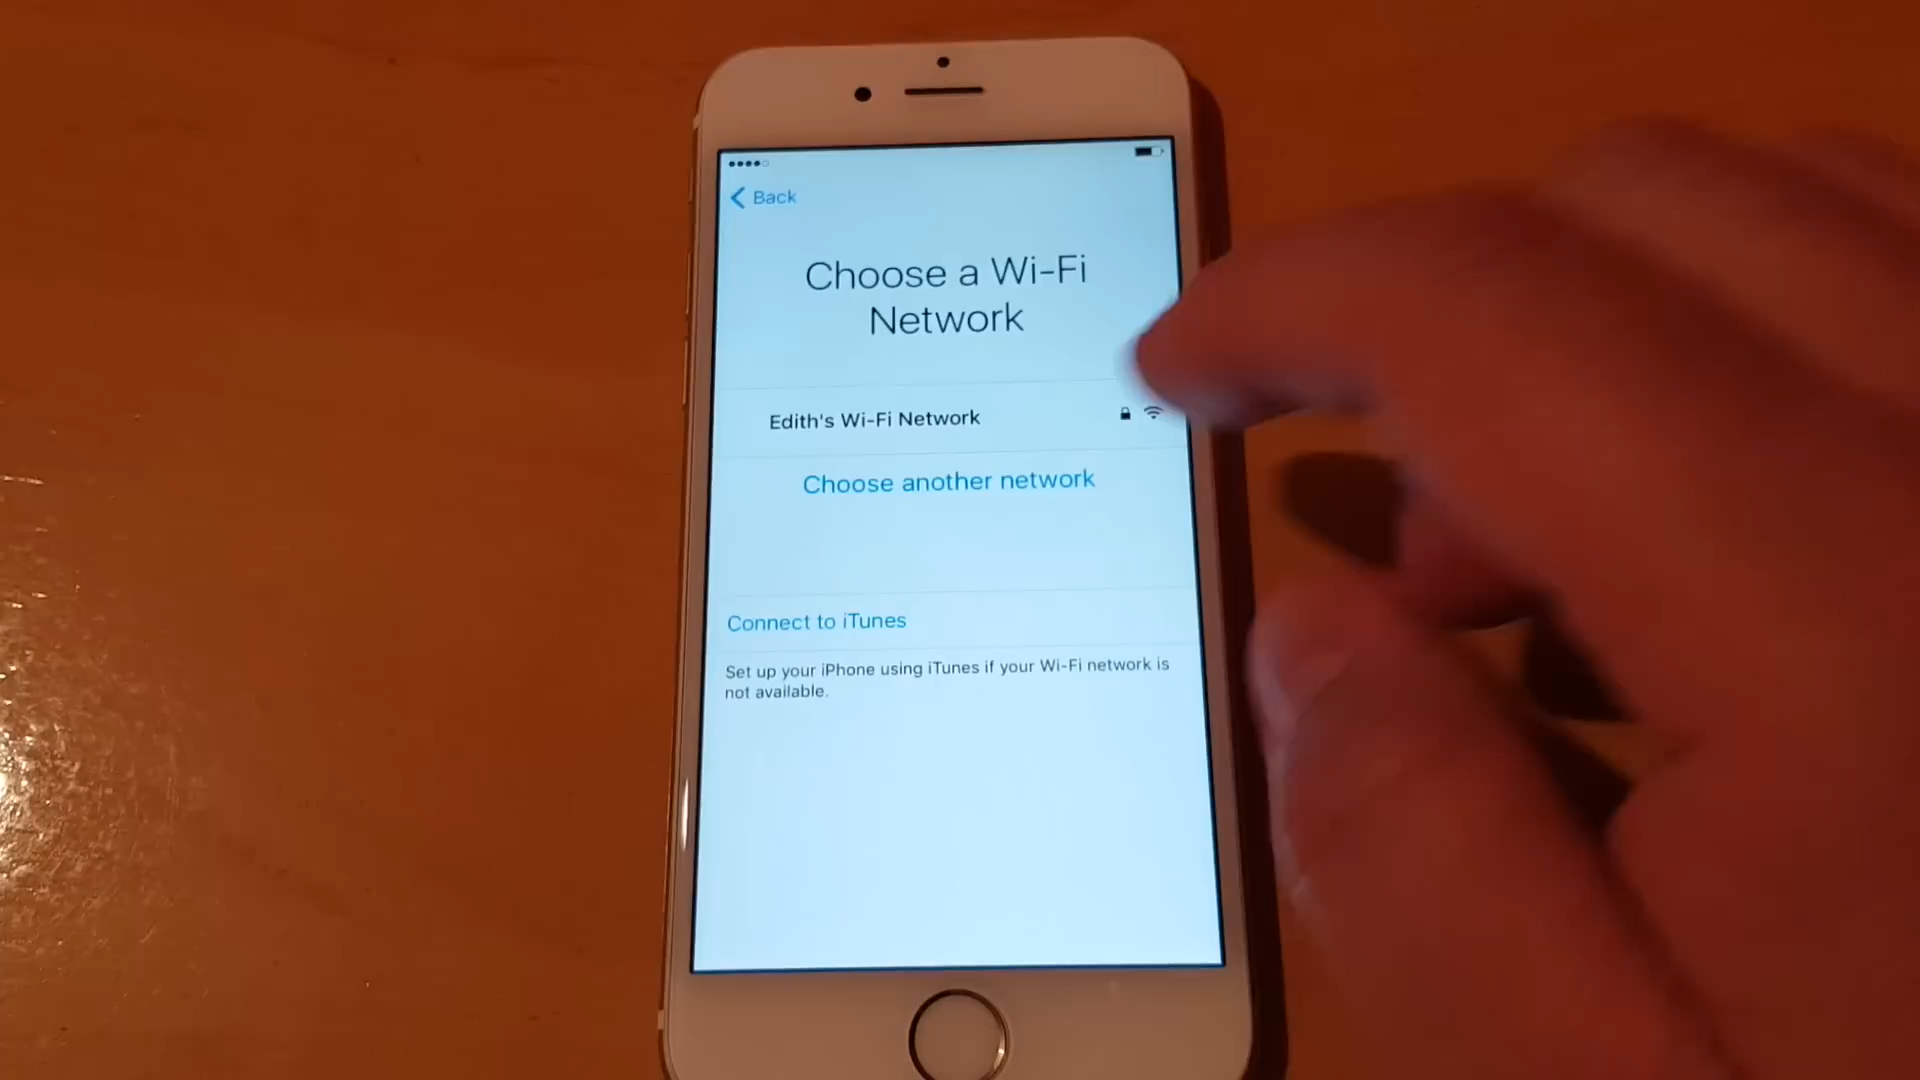 Back
Choose a Wi-Fi
Network
Edith's Wi-Fi Network
Choose another network
Connect to iTunes
Set up your iPhone using iTunes if your Wi-Fi network is
not available.